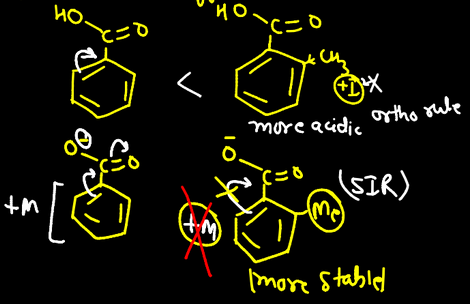 HO C=O
HO C=O
<
CH3
+I
X
more acidic
ortho rule
O C=O
+M
O C=O
+M
Me
(SIR)
(more stable)